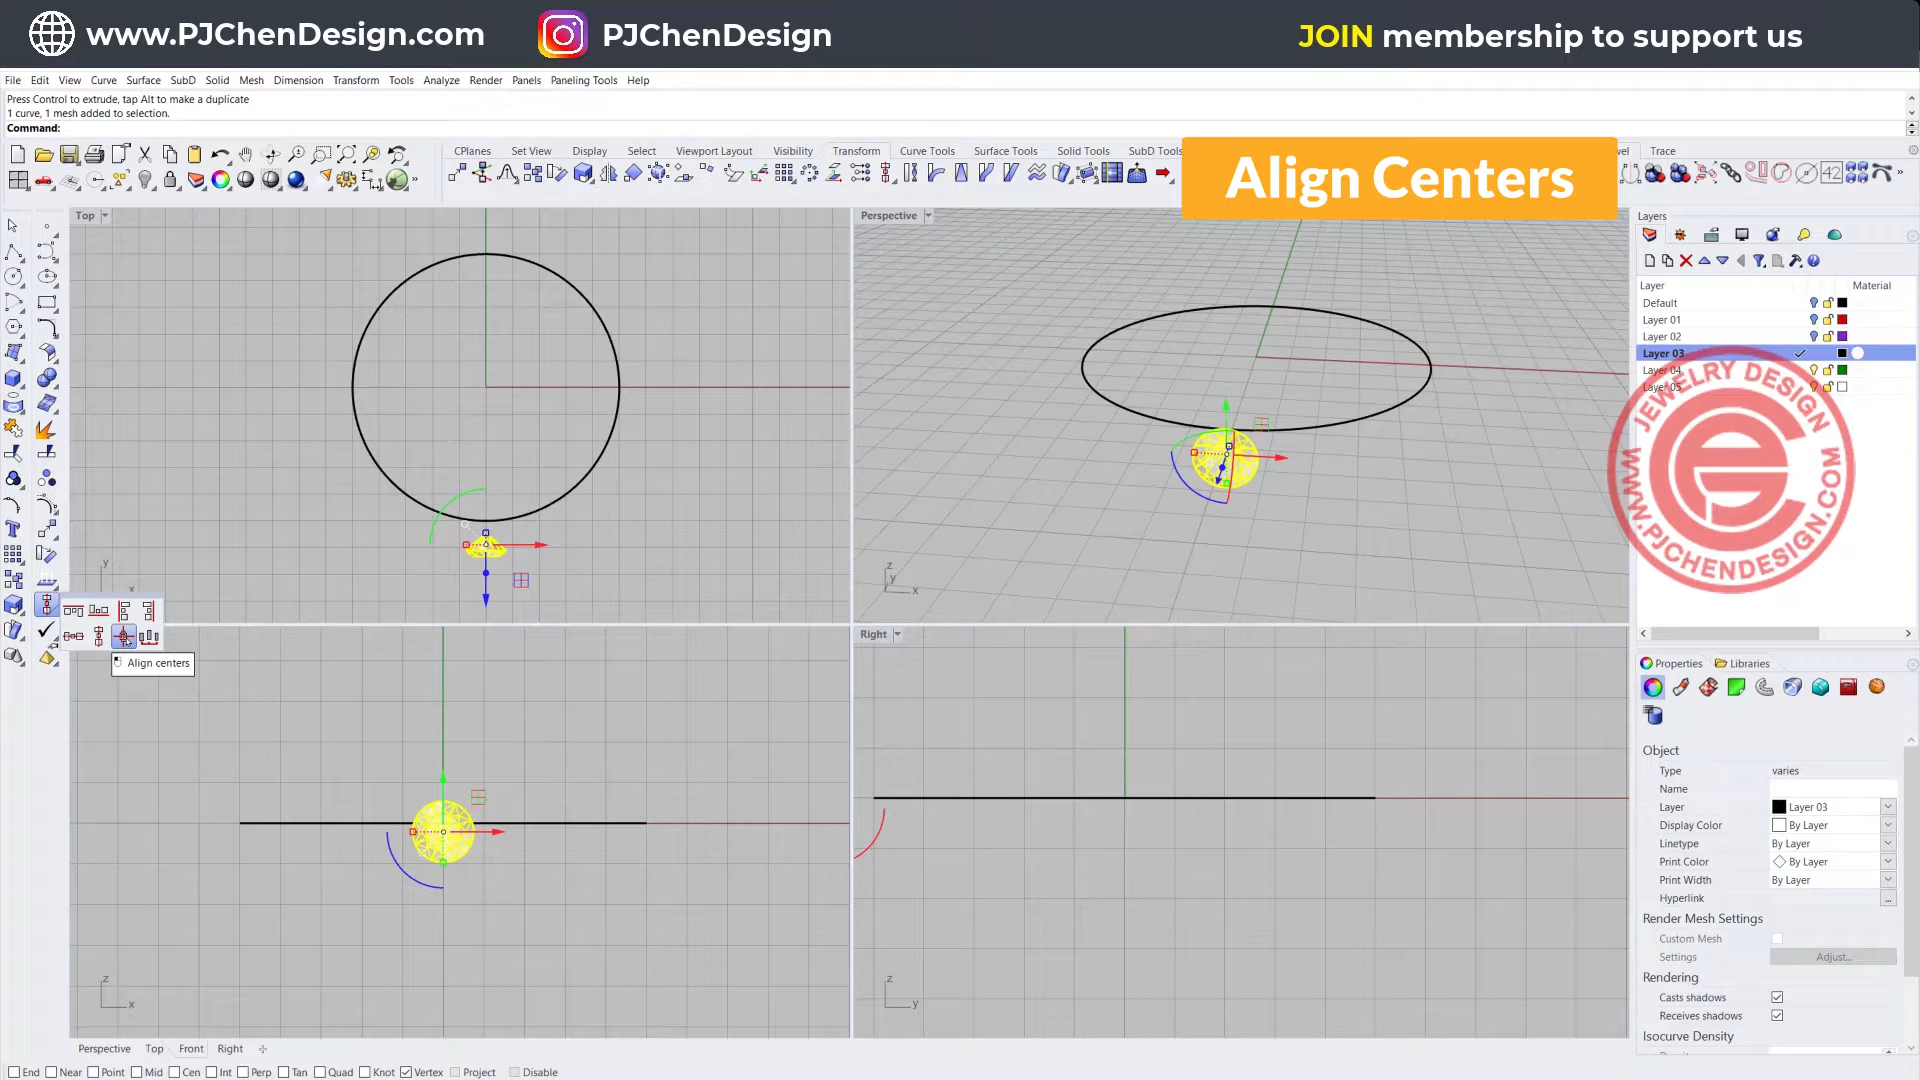 www.PJChenDesign.com
PJChenDesign
JOIN membership to support us
File Edit View Curve Surface SubD Solid Mesh Dimension Transform Tools Analyze Render Panels Paneling Tools Help
Press Control to extrude, tap Alt to make a duplicate
1 curve, 1 mesh added to selection.
Command:
CPlanes Set View Display Select Viewport Layout Visibility Transform Curve Tools Surface Tools Solid Tools SubD Tools
Trace
Align Centers
42
Top
Perspective
Layers
Layer Material
Default
Layer 01
Layer 02
Layer 03
Layer 04
Layer 05
JEWELRY DESIGN
WWW.PJCHENDESIGN.COM
y
x
z
y
x
Align centers
Right
Properties Libraries
Object
Type varies
Name
Layer Layer 03
Display Color By Layer
Linetype By Layer
Print Color By Layer
Print Width By Layer
Hyperlink ...
Render Mesh Settings
Custom Mesh
Settings Adjust...
Rendering
Casts shadows
Receives shadows
Isocurve Density
z
x
z
y
Perspective Top Front Right
End Near Point Mid Cen Int Perp Tan Quad Knot Vertex Project Disable